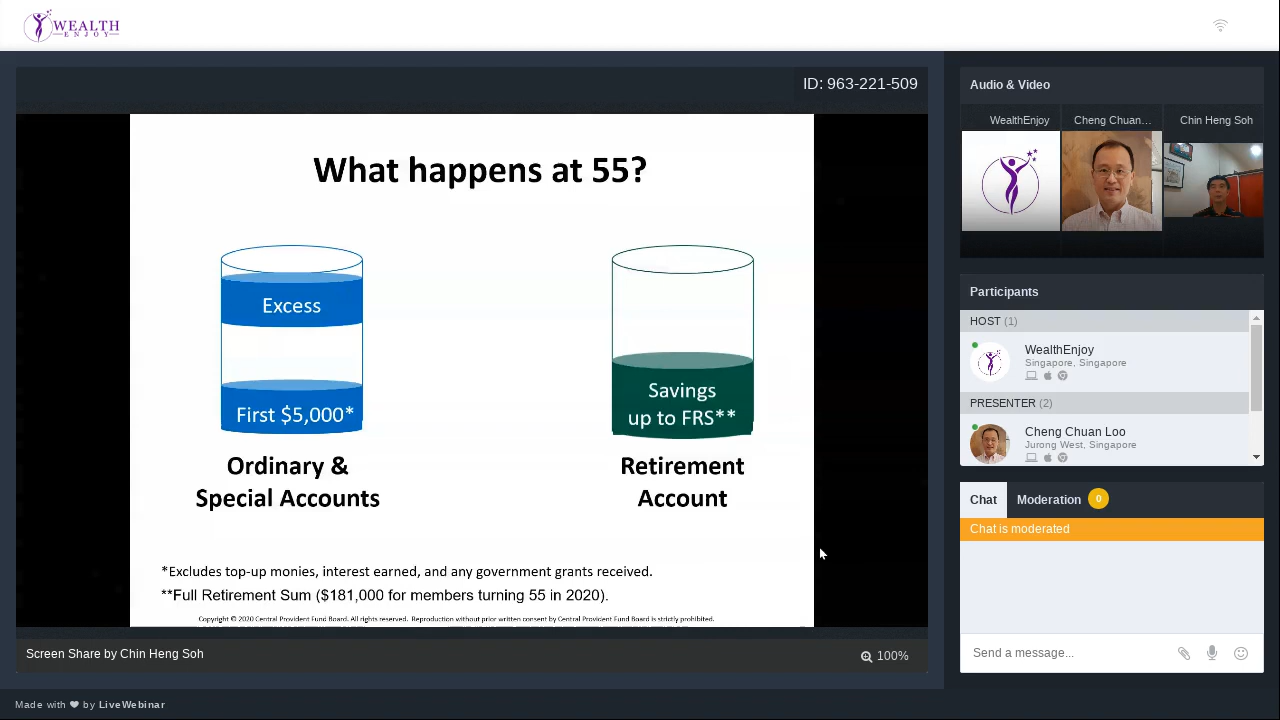 WEALTH
ENJOY
ID: 963-221-509
What happens at 55?
Excess
First $5,000*
Ordinary &
Special Accounts
Savings
up to FRS**
Retirement
Account
*Excludes top-up monies, interest earned, and any government grants received.
**Full Retirement Sum ($181,000 for members turning 55 in 2020).
Copyright © 2020 Central Provident Fund Board. All rights reserved. Reproduction without prior written consent by Central Provident Fund Board is strictly prohibited.
Screen Share by Chin Heng Soh
100%
Audio & Video
WealthEnjoy
Cheng Chuan...
Chin Heng Soh
Participants
HOST (1)
WealthEnjoy
Singapore, Singapore
PRESENTER (2)
Cheng Chuan Loo
Jurong West, Singapore
Chat
Moderation 0
Chat is moderated
Send a message...
Made with ❤ by LiveWebinar